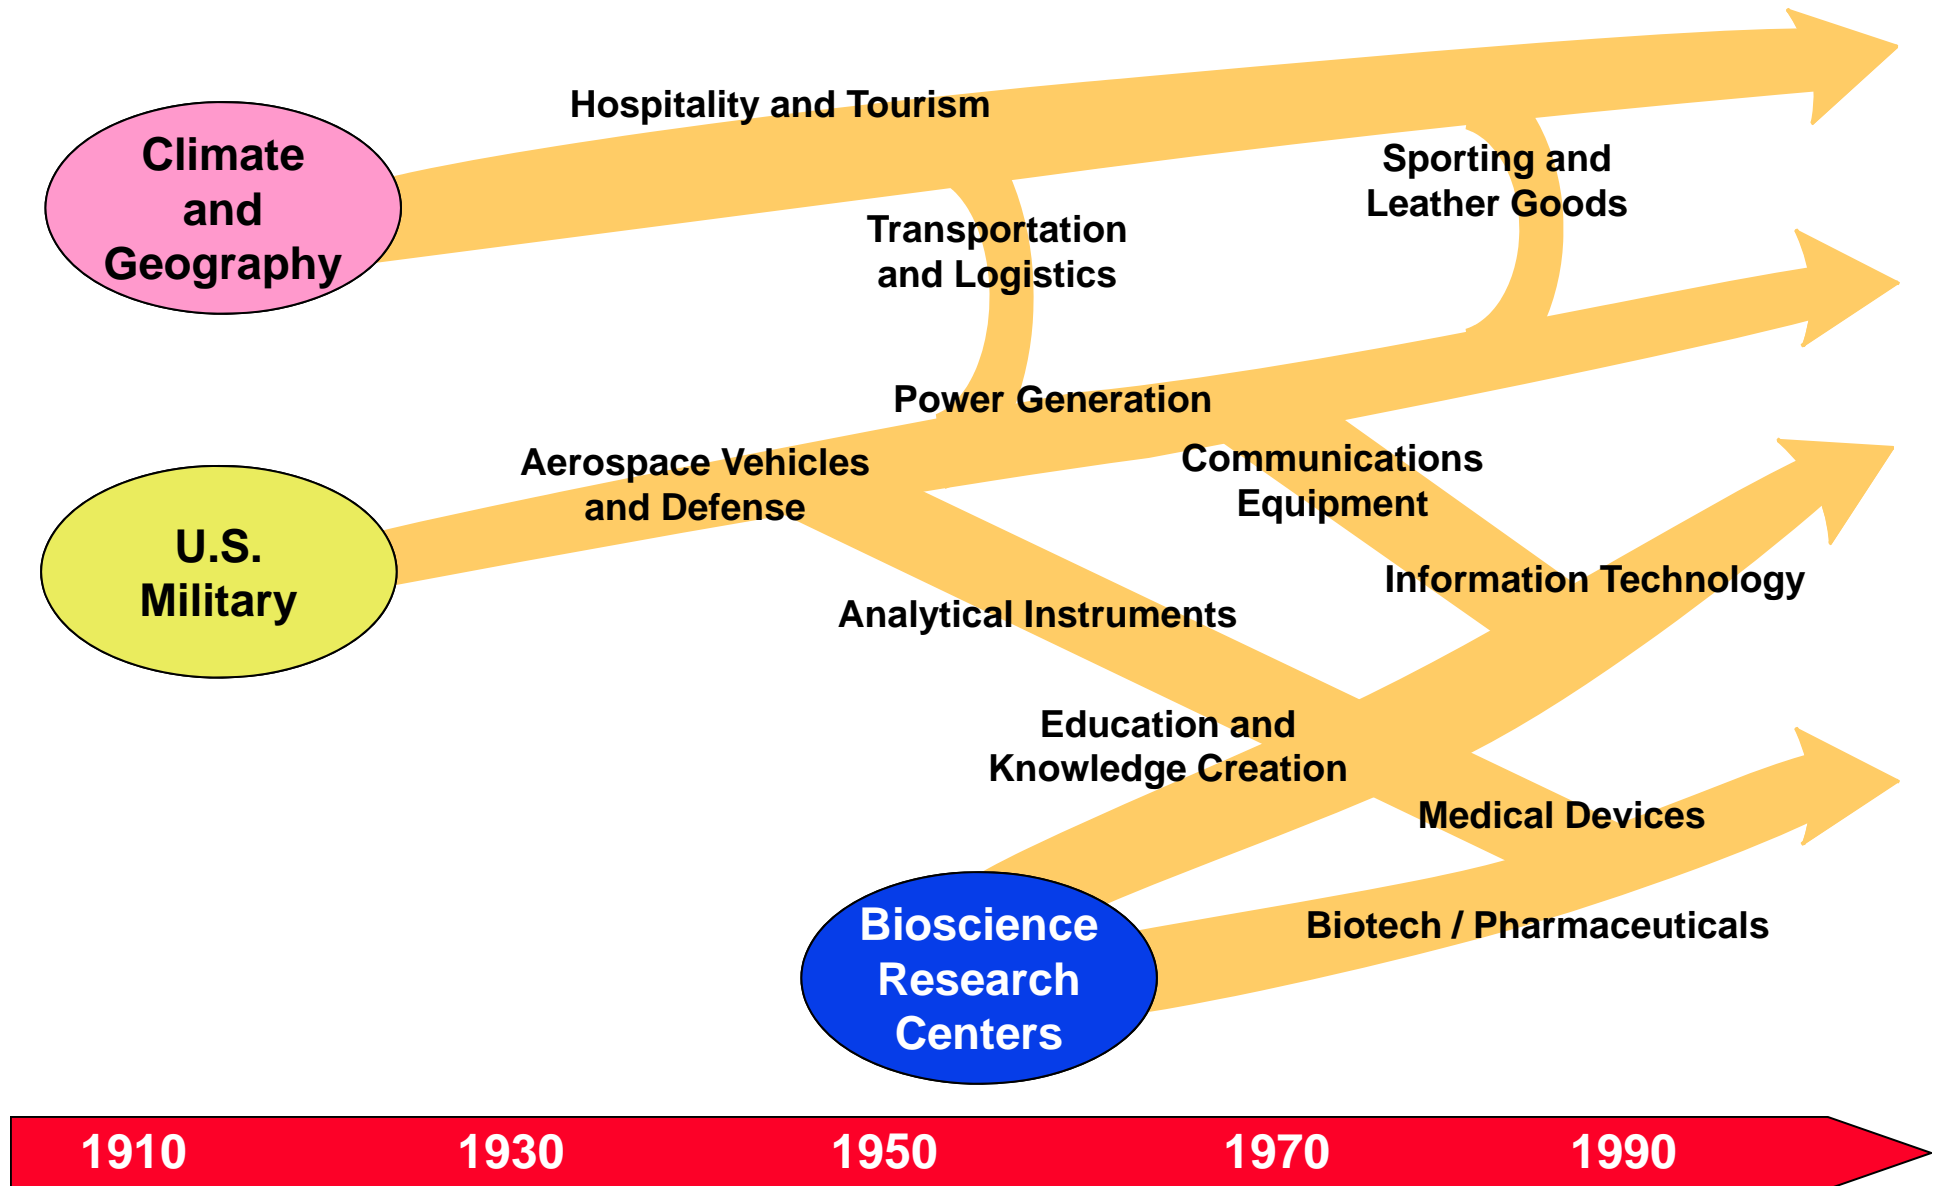 Hospitality and Tourism
Climate
and
Geography
Sporting and
Leather Goods
Transportation
and Logistics
Power Generation
Aerospace Vehicles
and Defense
Communications
Equipment
U.S.
Military
Information Technology
Analytical Instruments
Education and
Knowledge Creation
Medical Devices
Bioscience
Research
Centers
Biotech / Pharmaceuticals
1910 1930 1950 1970 1990